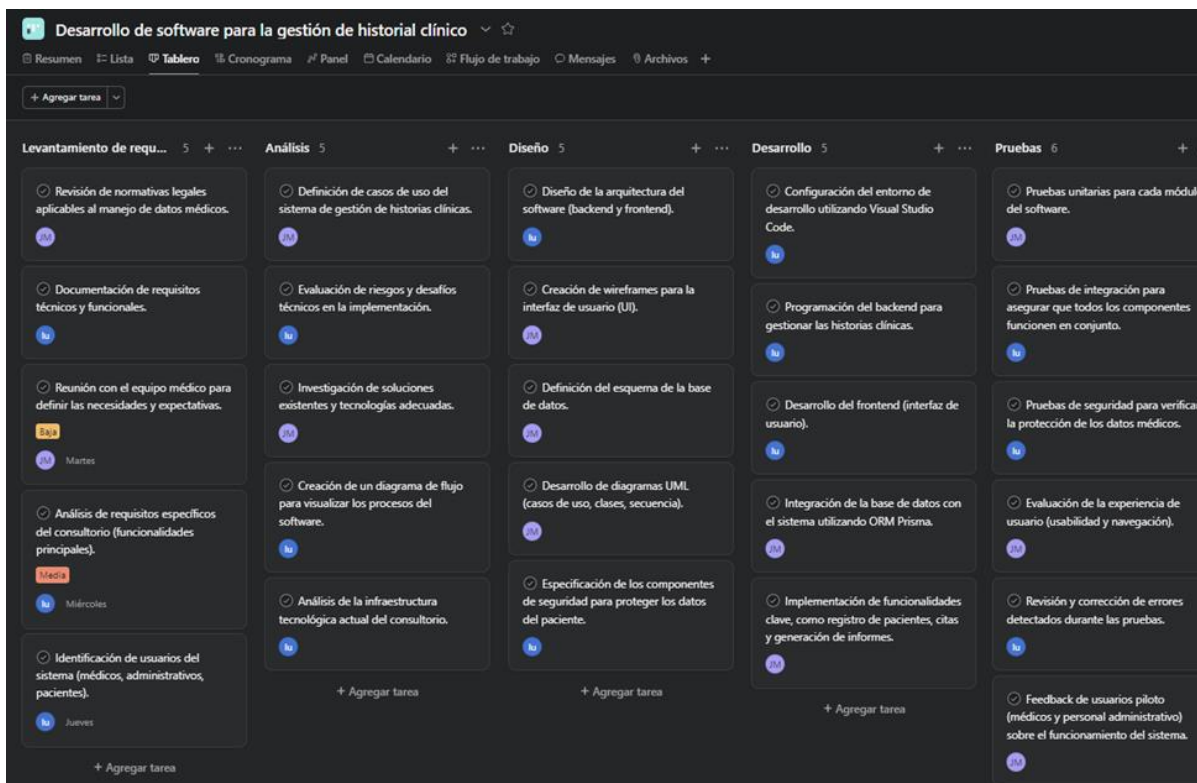 Desarrollo de software para la gestión de historial clínico
Resumen Lista Tablero Cronograma Panel Calendario Flujo de trabajo Mensajes Archivos +
+ Agregar tarea
Levantamiento de requ... 5 + ...
Revisión de normativas legales
aplicables al manejo de datos médicos.
JM
Documentación de requisitos
técnicos y funcionales.
lu
Reunión con el equipo médico para
definir las necesidades y expectativas.
Baja
JM Martes
Análisis de requisitos específicos
del consultorio (funcionalidades
principales).
Media
lu Miércoles
Identificación de usuarios del
sistema (médicos, administrativos,
pacientes).
lu Jueves
+ Agregar tarea
Análisis 5 + ...
Definición de casos de uso del
sistema de gestión de historias clínicas.
JM
Evaluación de riesgos y desafíos
técnicos en la implementación.
lu
Investigación de soluciones
existentes y tecnologías adecuadas.
JM
Creación de un diagrama de flujo
para visualizar los procesos del
software.
lu
Análisis de la infraestructura
tecnológica actual del consultorio.
lu
+ Agregar tarea
Diseño 5 + ...
Diseño de la arquitectura del
software (backend y frontend).
lu
Creación de wireframes para la
interfaz de usuario (UI).
JM
Definición del esquema de la base
de datos.
JM
Desarrollo de diagramas UML
(casos de uso, clases, secuencia).
JM
Especificación de los componentes
de seguridad para proteger los datos
del paciente.
lu
+ Agregar tarea
Desarrollo 5 + ...
Configuración del entorno de
desarrollo utilizando Visual Studio
Code.
lu
Programación del backend para
gestionar las historias clínicas.
lu
Desarrollo del frontend (interfaz de
usuario).
lu
Integración de la base de datos con
el sistema utilizando ORM Prisma.
JM
Implementación de funcionalidades
clave, como registro de pacientes, citas
y generación de informes.
JM
+ Agregar tarea
Pruebas 6 +
Pruebas unitarias para cada módulo
del software.
JM
Pruebas de integración para
asegurar que todos los componentes
funcionen en conjunto.
lu
Pruebas de seguridad para verificar
la protección de los datos médicos.
lu
Evaluación de la experiencia de
usuario (usabilidad y navegación).
JM
Revisión y corrección de errores
detectados durante las pruebas.
lu
Feedback de usuarios piloto
(médicos y personal administrativo)
sobre el funcionamiento del sistema.
JM